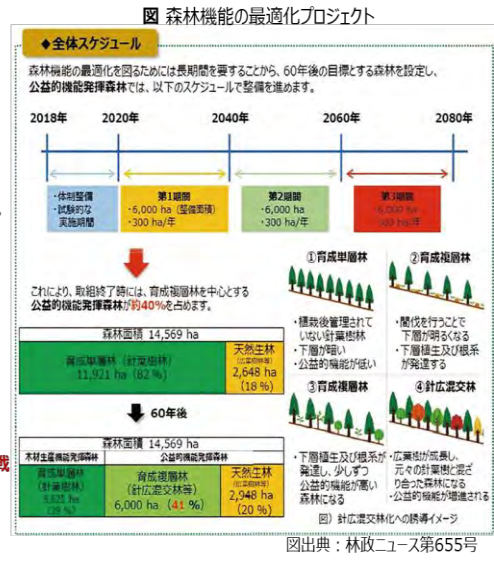 図 森林機能の最適化プロジェクト
◆全体スケジュール
森林機能の最適化を図るためには長期間を要することから、60年後の目標とする森林を設定し、
公益的機能発揮森林では、以下のスケジュールで整備を進めます。
2018年 2020年 2040年 2060年 2080年
・体制整備
・試験的な
実施期間
第1期間
・6,000 ha（整備面積）
・300 ha/年
第2期間
・6,000 ha
・300 ha/年
第3期間
・6,000 ha
・300 ha/年
これにより、取組終了時には、育成複層林を中心とする
公益的機能発揮森林が約40%を占めます。
森林面積 14,569 ha
育成単層林（針葉樹林）
11,921 ha（82 %）
天然生林
（広葉樹林等）
2,648 ha
（18 %）
60年後
森林面積 14,569 ha
木材生産機能発揮森林 公益的機能発揮森林
育成単層林
（針葉樹林）
5,621 ha
（39 %）
育成複層林
（針広混交林等）
6,000 ha（41 %）
天然生林
（広葉樹林等）
2,948 ha
（20 %）
①育成単層林
・植栽後管理されて
いない針葉樹林
・下層が暗い
・公益的機能が低い
②育成複層林
・間伐を行うことで
下層が明るくなる
・下層植生及び根系
が発達する
③育成複層林
・下層植生及び根系が
発達し、少しずつ
公益的機能が高い
森林になる
④針広混交林
・広葉樹が成長し、
元々の針葉樹と混ざ
り合った森林になる
・公益的機能が増進される
図）針広混交林化への誘導イメージ
戦
図出典：林政ニュース第655号